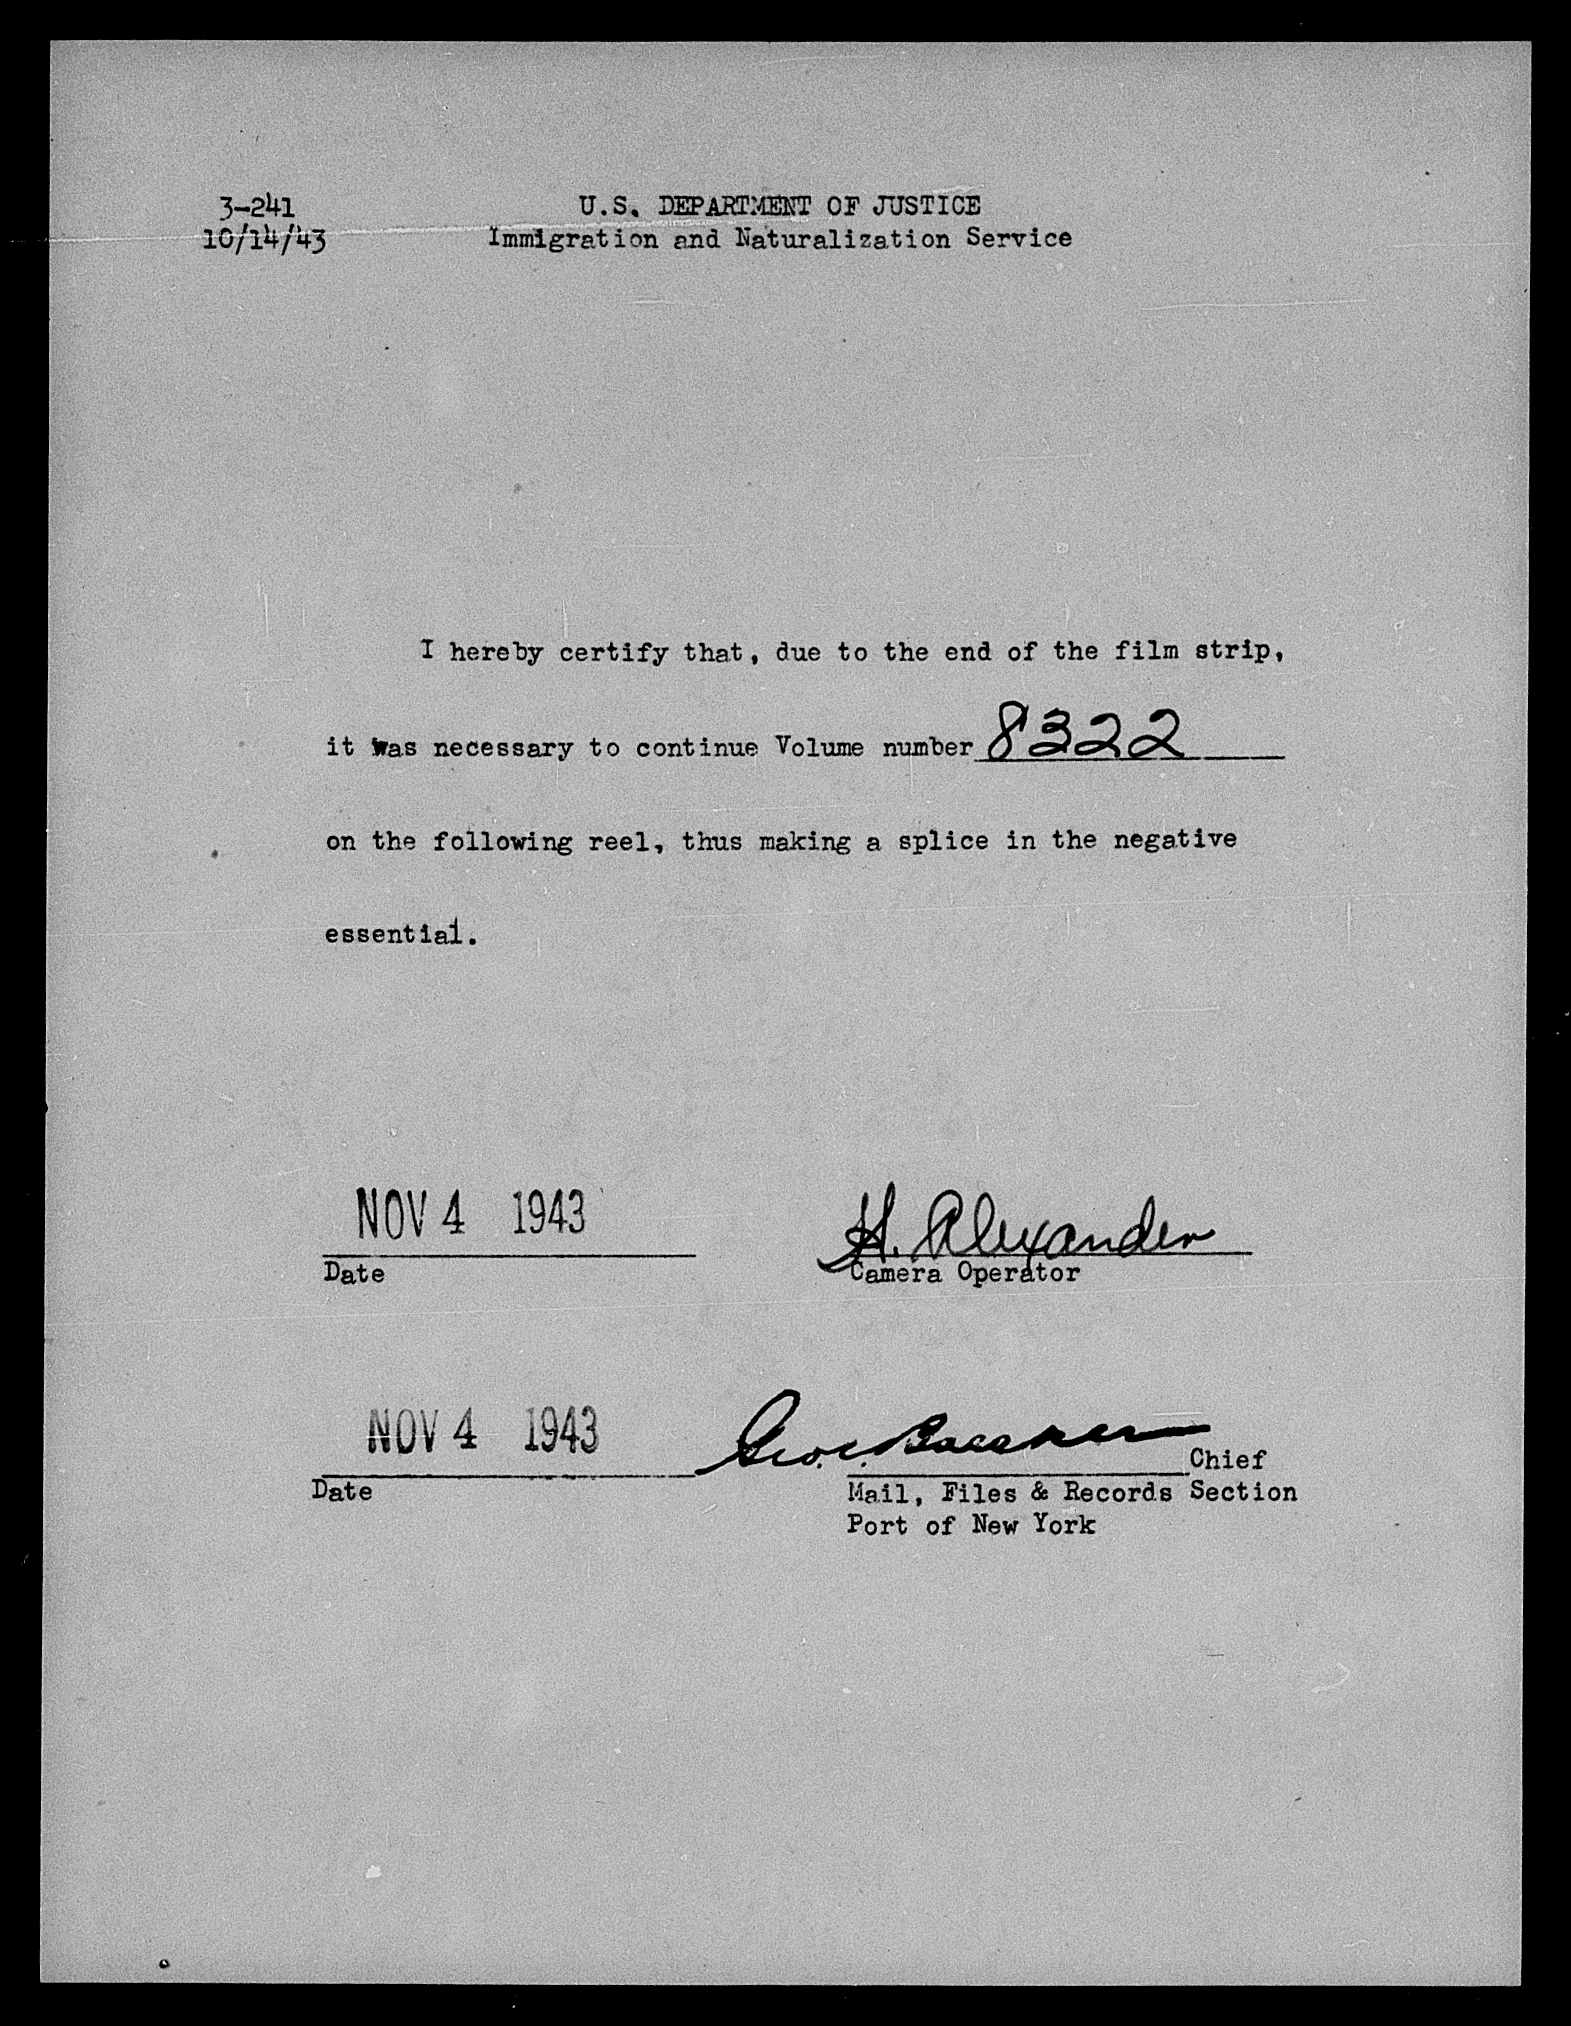 3-241
10/14/43
U.S. DEPARTMENT OF JUSTICE
Immigration and Naturalization Service
I hereby certify that, due to the end of the film strip,
it was necessary to continue Volume number 8322
on the following reel, thus making a splice in the negative
essential.
NOV 4 1943
Date
H. Alexander
Camera Operator
NOV 4 1943
Date
Geo.
Chief
Mail, Files & Records Section
Port of New York